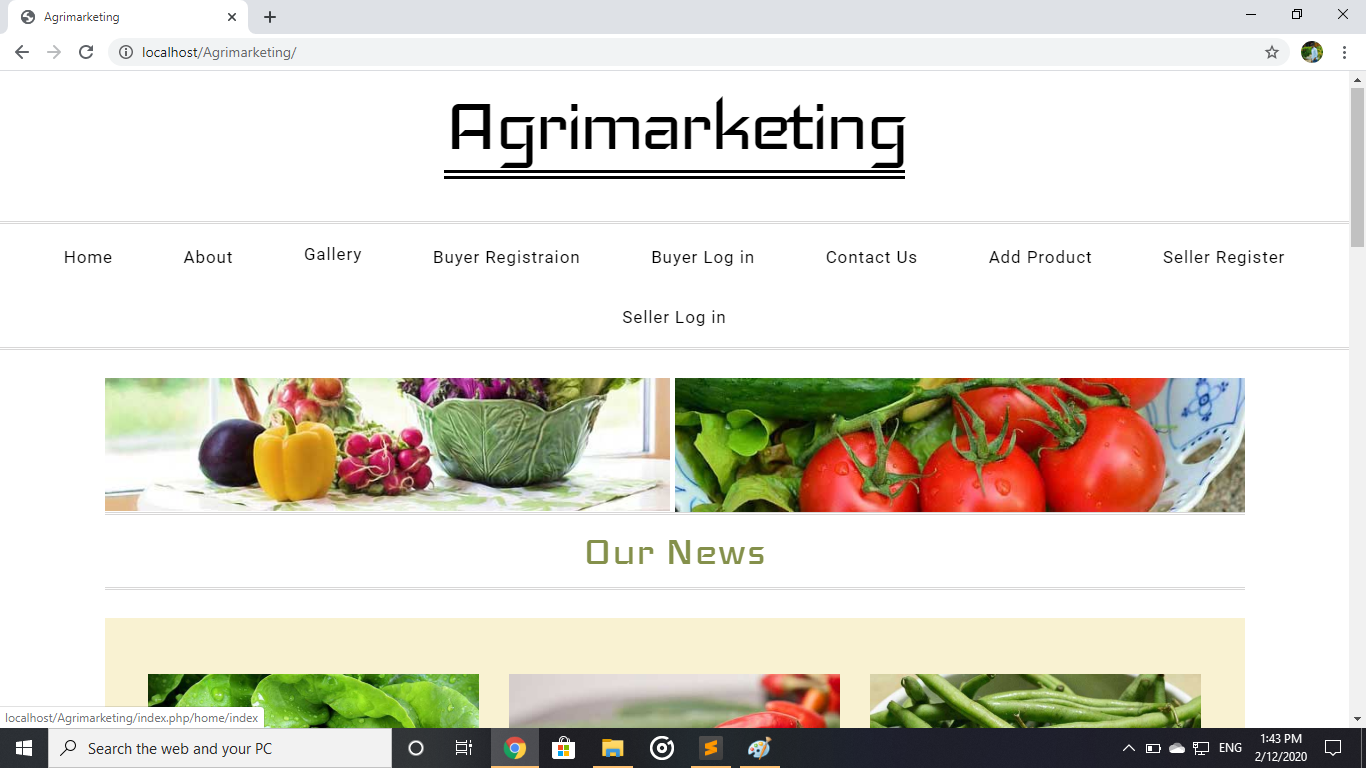 Agrimarketing
localhost/Agrimarketing/
Agrimarketing
Home About Gallery Buyer Registraion Buyer Log in Contact Us Add Product Seller Register
Seller Log in
Our News
localhost/Agrimarketing/index.php/home/index
Search the web and your PC
ENG
1:43 PM
2/12/2020